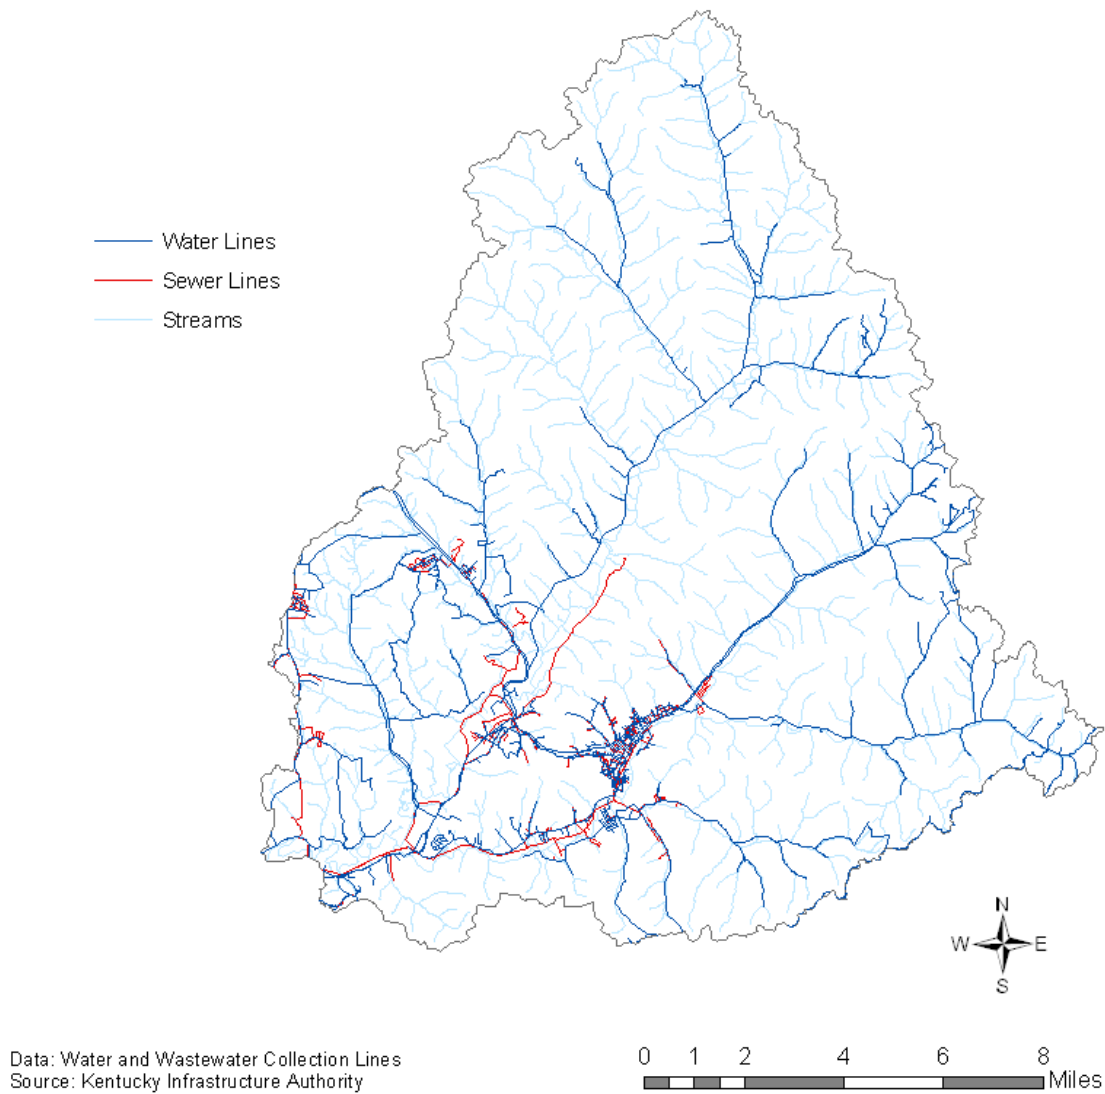 Water Lines
Sewer Lines
Streams
N
W E
S
Data: Water and Wastewater Collection Lines
Source: Kentucky Infrastructure Authority
0 1 2 4 6 8
Miles